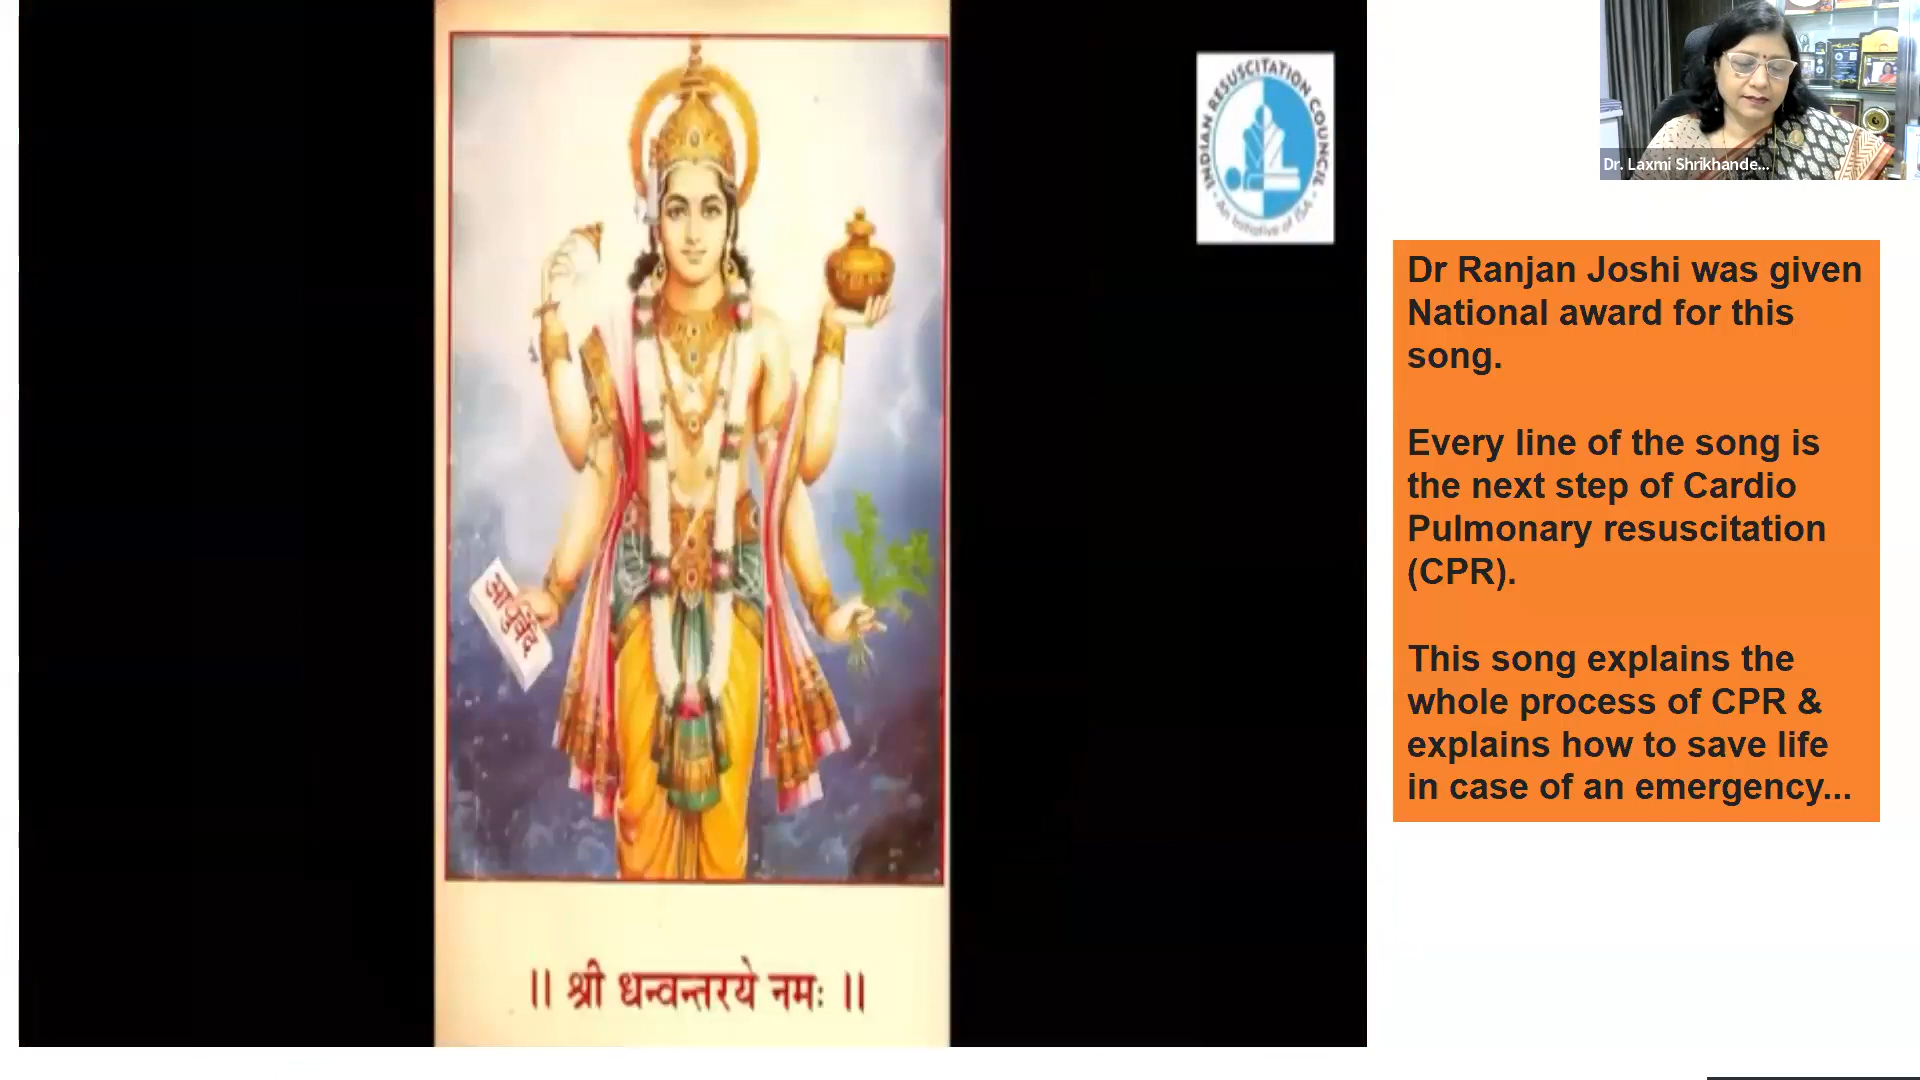 INDIAN RESUSCITATION COUNCIL
An Initiative of ISA
Dr. Laxmi Shrikhande...
Dr Ranjan Joshi was given
National award for this
song.
Every line of the song is
the next step of Cardio
Pulmonary resuscitation
(CPR).
This song explains the
whole process of CPR &
explains how to save life
in case of an emergency...
आयुर्वेद
|| श्री धन्वन्तरये नमः ||